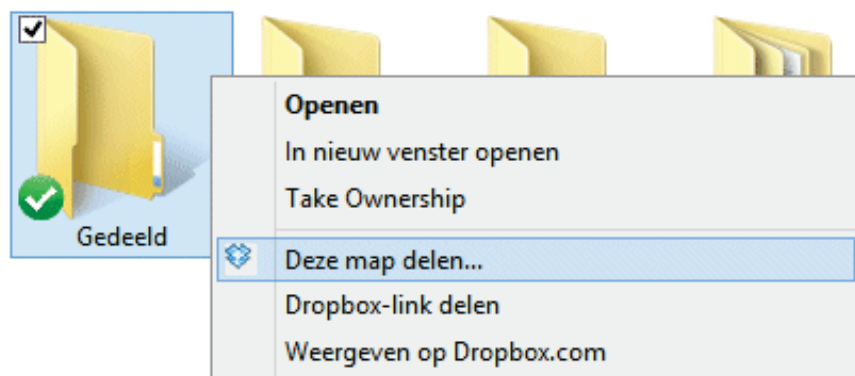 Gedeeld
Openen
In nieuw venster openen
Take Ownership
Deze map delen...
Dropbox-link delen
Weergeven op Dropbox.com